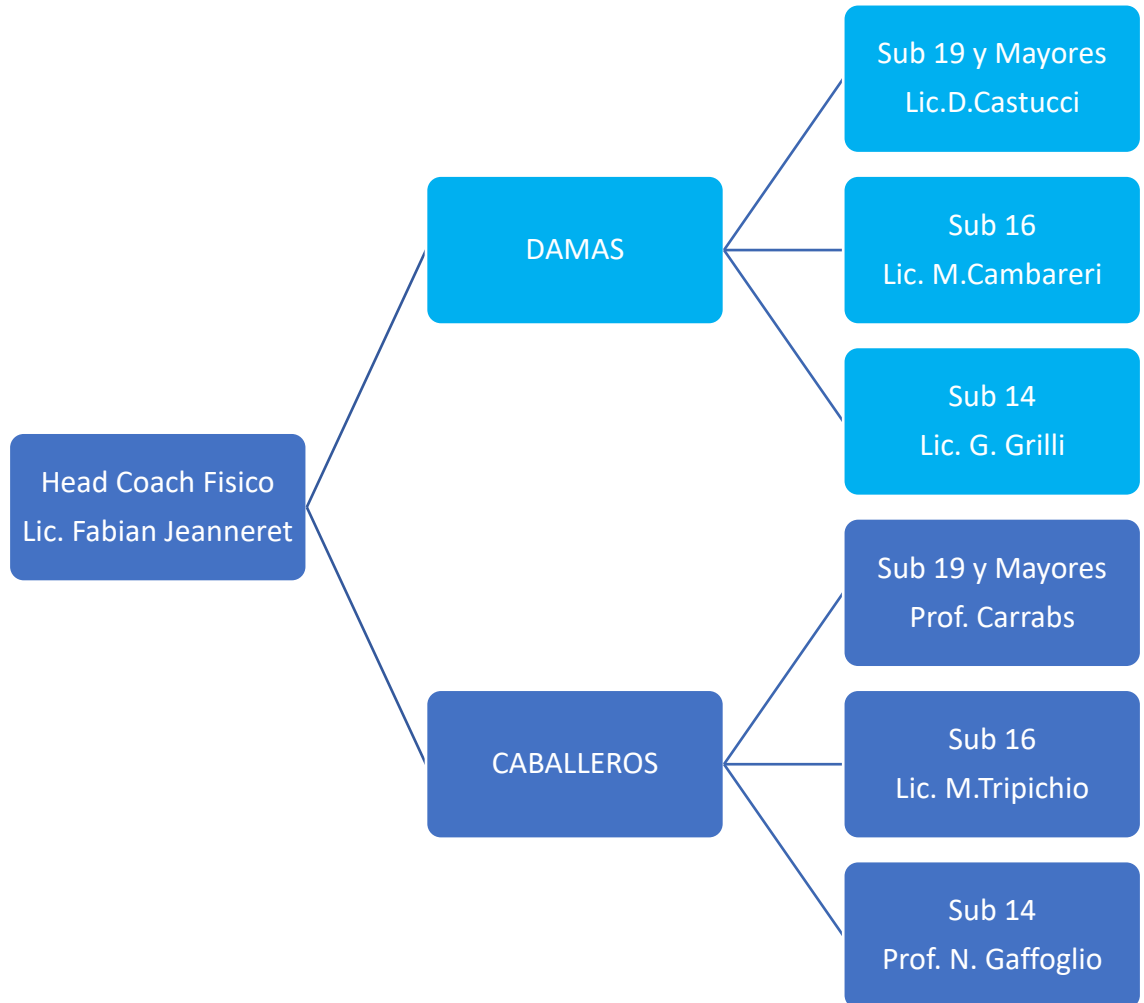 Head Coach Fisico
Lic. Fabian Jeanneret
DAMAS
Sub 19 y Mayores
Lic.D.Castucci
Sub 16
Lic. M.Cambareri
Sub 14
Lic. G. Grilli
CABALLEROS
Sub 19 y Mayores
Prof. Carrabs
Sub 16
Lic. M.Tripichio
Sub 14
Prof. N. Gaffoglio